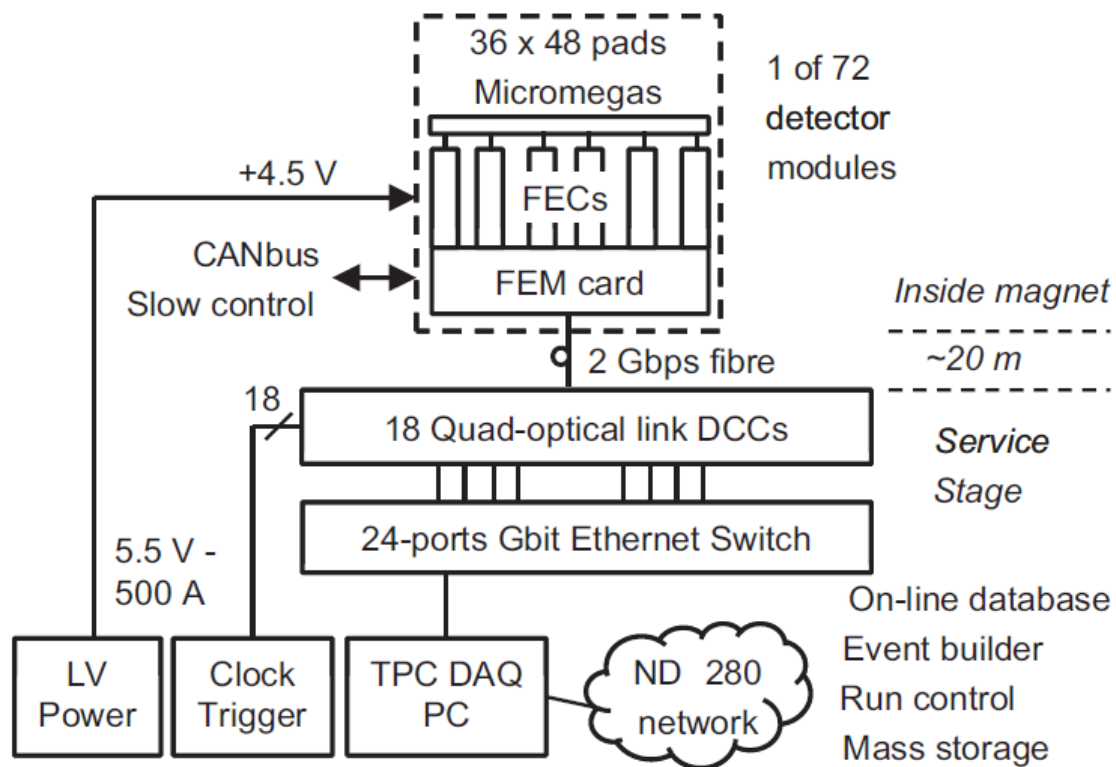 36 x 48 pads
Micromegas
1 of 72
detector
modules
+4.5 V
FECs
CANbus
Slow control
FEM card
Inside magnet
2 Gbps fibre
~20 m
18
18 Quad-optical link DCCs
Service
Stage
24-ports Gbit Ethernet Switch
5.5 V -
500 A
On-line database
Event builder
Run control
Mass storage
LV
Power
Clock
Trigger
TPC DAQ
PC
ND 280
network